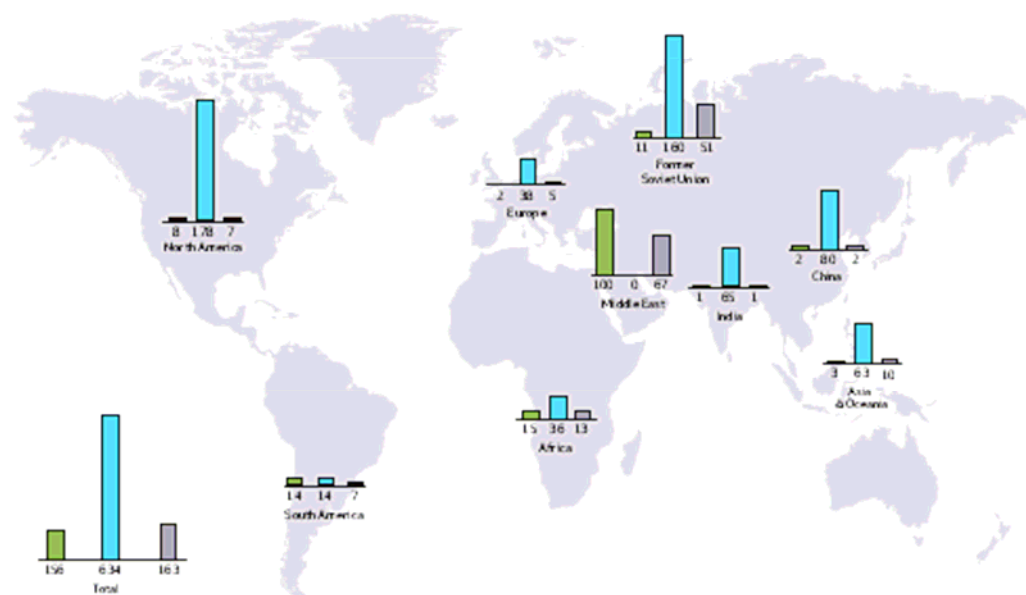 11 160 51
Former
Soviet Union
8 178 7
North America
2 38 5
Europe
2 80 2
China
100 0 67
Middle East
1 65 1
India
3 63 10
Asia
& Oceania
15 36 13
Africa
14 14 7
South America
156 634 163
Total